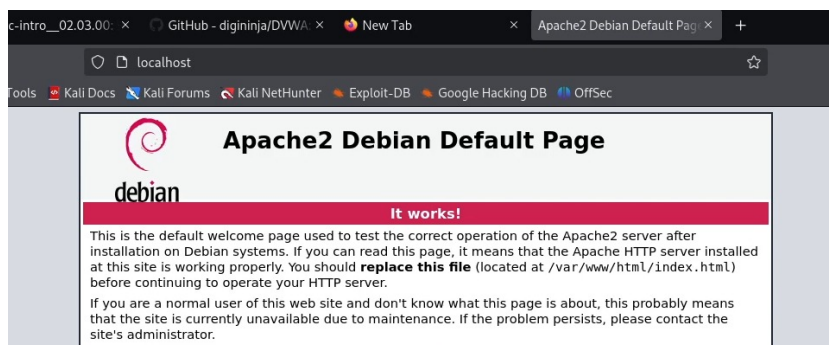 c-intro__02.03.00:
GitHub - digininja/DVWA:
New Tab
Apache2 Debian Default Pag
localhost
Tools
Kali Docs
Kali Forums
Kali NetHunter
Exploit-DB
Google Hacking DB
OffSec
debian
Apache2 Debian Default Page
It works!
This is the default welcome page used to test the correct operation of the Apache2 server after
installation on Debian systems. If you can read this page, it means that the Apache HTTP server installed
at this site is working properly. You should replace this file (located at /var/www/html/index.html)
before continuing to operate your HTTP server.
If you are a normal user of this web site and don't know what this page is about, this probably means
that the site is currently unavailable due to maintenance. If the problem persists, please contact the
site's administrator.